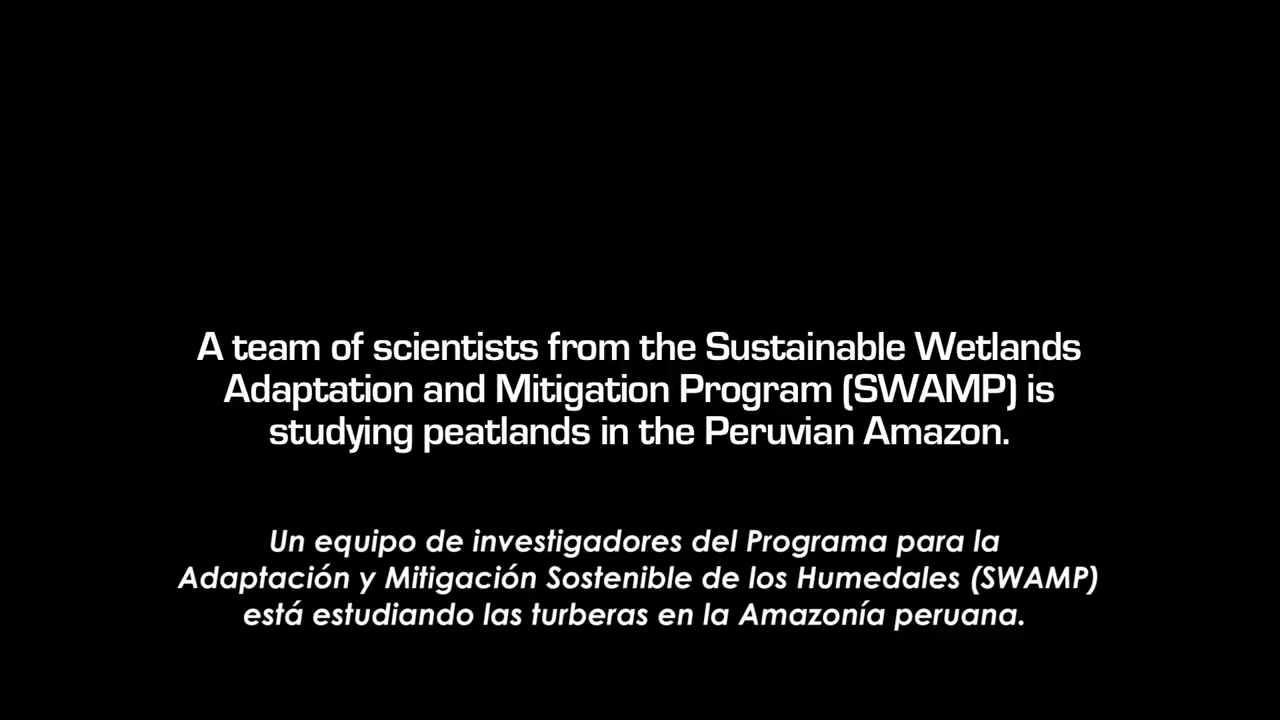 A team of scientists from the Sustainable Wetlands
Adaptation and Mitigation Program (SWAMP) is
studying peatlands in the Peruvian Amazon.
Un equipo de investigadores del Programa para la
Adaptación y Mitigación Sostenible de los Humedales (SWAMP)
está estudiando las turberas en la Amazonía peruana.